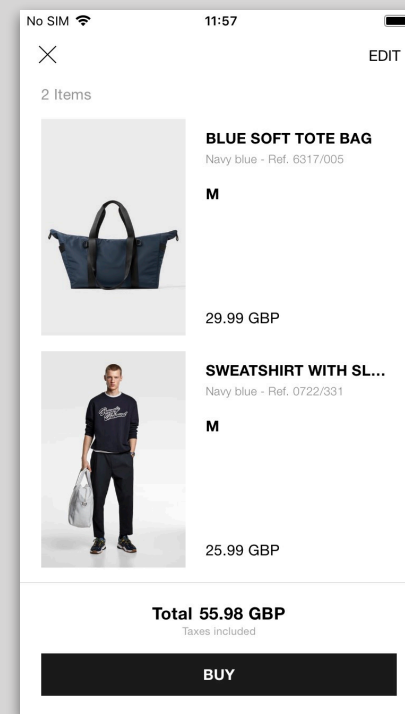 No SIM 11:57
EDIT
2 Items
BLUE SOFT TOTE BAG
Navy blue - Ref. 6317/005
M
29.99 GBP
SWEATSHIRT WITH SL...
Navy blue - Ref. 0722/331
M
25.99 GBP
Total 55.98 GBP
Taxes included
BUY